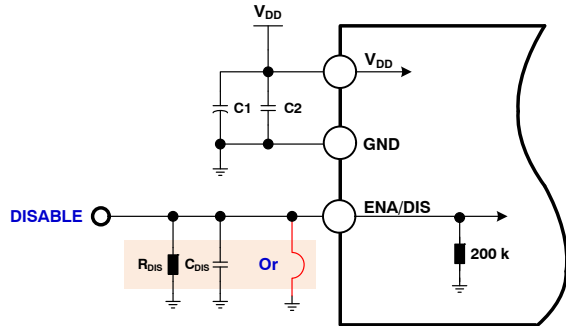 VDD
VDD
C1
C2
GND
DISABLE
ENA/DIS
RDIS
CDIS
Or
200 k